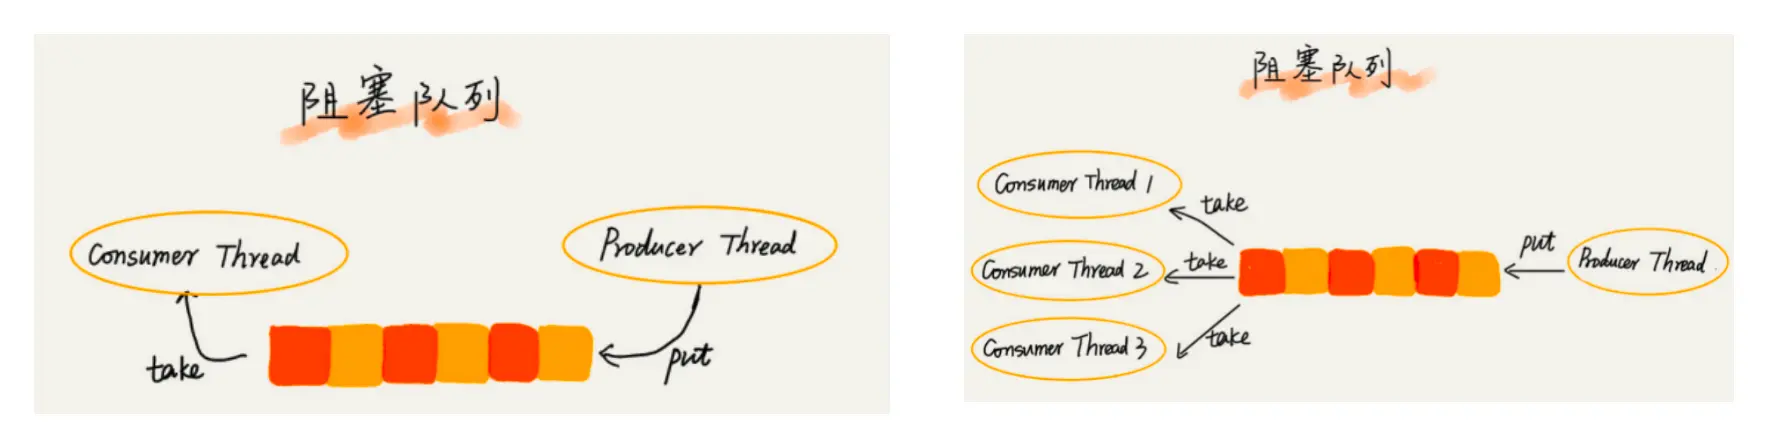 阻塞队列
Consumer Thread
Producer Thread
take
put
阻塞队列
Consumer Thread 1
take
Consumer Thread 2
take
put
Producer Thread.
Consumer Thread 3
take